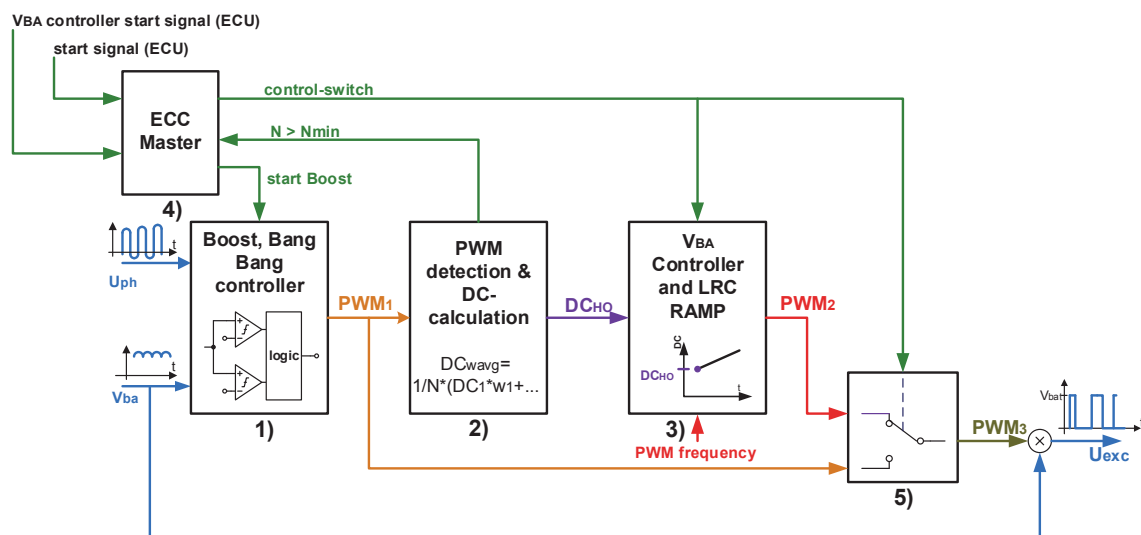 VBA controller start signal (ECU)
start signal (ECU)
ECC
Master
4)
control-switch
N > Nmin
start Boost
t
Uph
t
Vba
Boost, Bang
Bang
controller
+
−
+
−
logic
1)
PWM1
PWM
detection &
DC-
calculation
DCwavg=
1/N*(DC1*w1+...
2)
DCHO
VBA
Controller
and LRC
RAMP
DC
DCHO
t
3)
PWM frequency
PWM2
5)
PWM3
Vbat
t
Uexc